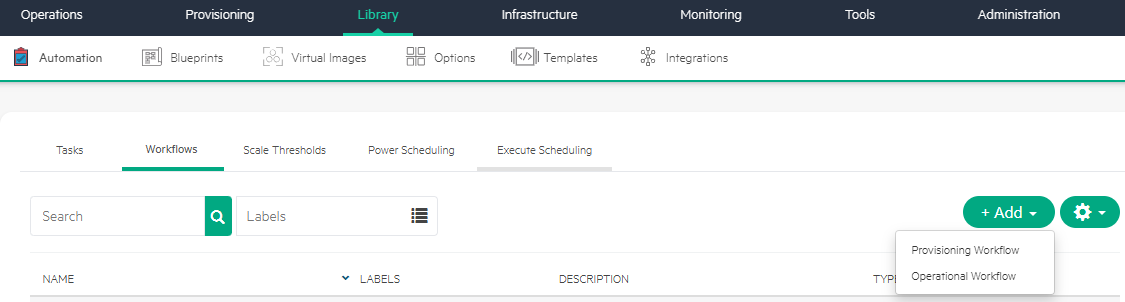 Operations Provisioning Library Infrastructure Monitoring Tools Administration
Automation Blueprints Virtual Images Options Templates Integrations
Tasks Workflows Scale Thresholds Power Scheduling Execute Scheduling
Search Labels + Add
Provisioning Workflow
Operational Workflow
NAME LABELS DESCRIPTION TYPE